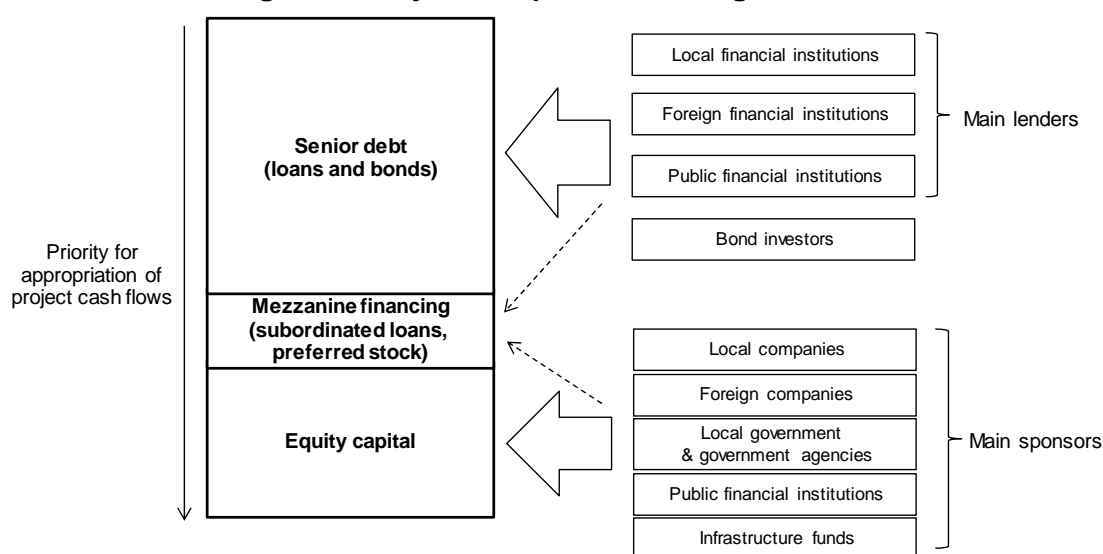 Priority for
appropriation of
project cash flows
Senior debt
(loans and bonds)
Mezzanine financing
(subordinated loans,
preferred stock)
Equity capital
Local financial institutions
Foreign financial institutions
Public financial institutions
Bond investors
Main lenders
Local companies
Foreign companies
Local government
& government agencies
Public financial institutions
Infrastructure funds
Main sponsors